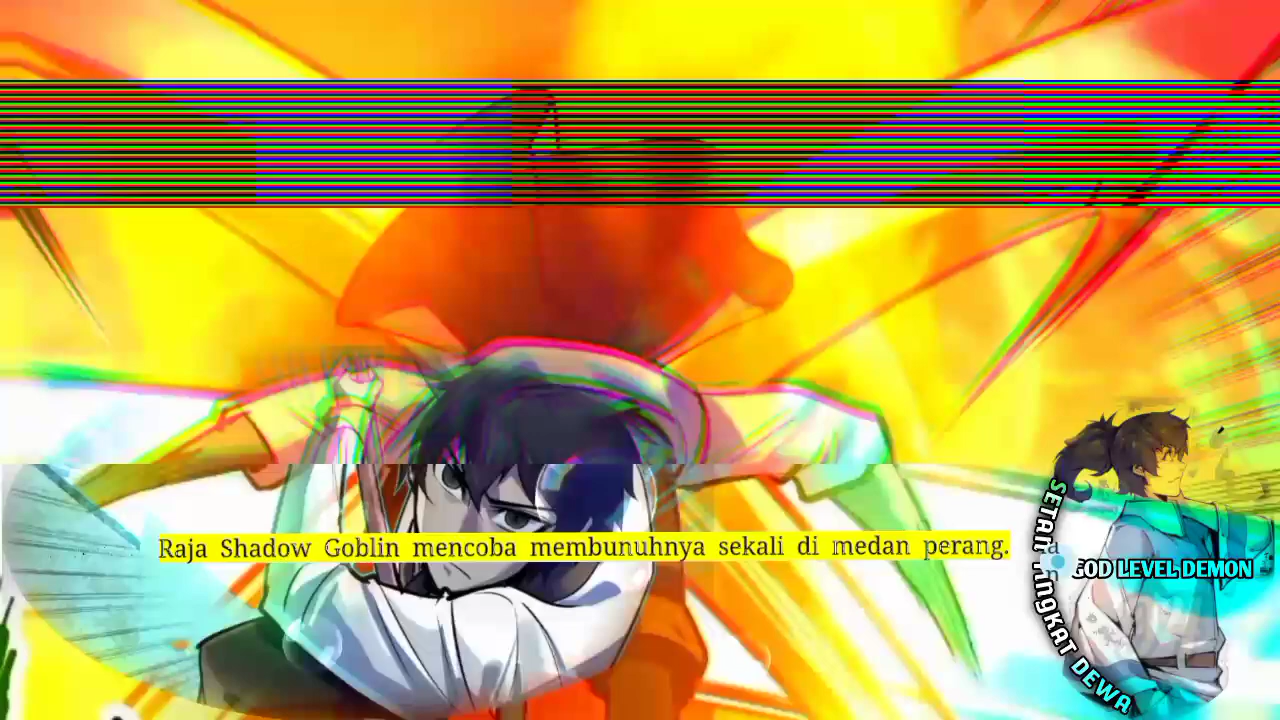 Raja Shadow Goblin mencoba membunuhnya sekali di medan perang.
GOD LEVEL DEMON
SETAN TINGKAT DEWA